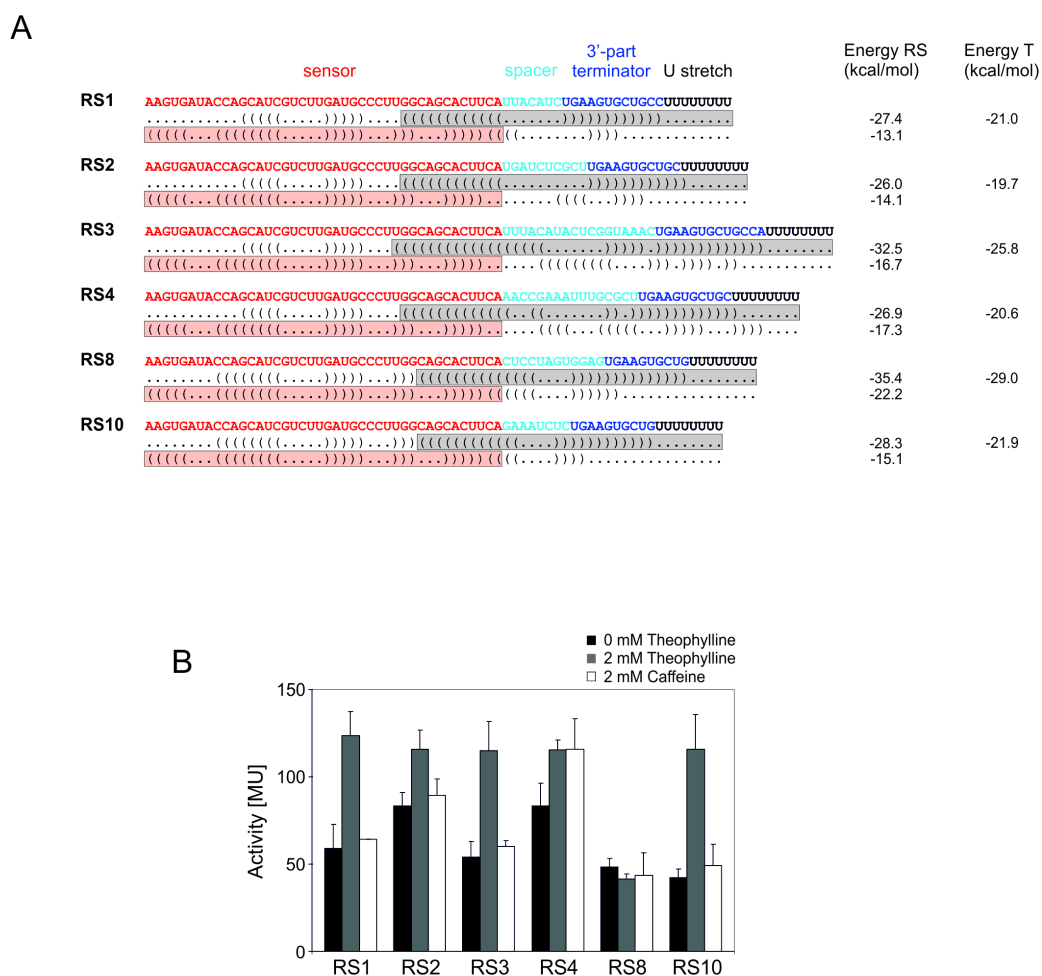 A
sensor
spacer
3'-part
terminator
U stretch
Energy RS
(kcal/mol)
Energy T
(kcal/mol)
RS1
AAGUGAUACCAGCAUCGUCUUGAUGCCCUUGGCAGCACUUCAUUACAUCUGAAGUGCUGCCUUUUUUUU
...........(((((.....)))))....((((((((((((.......))))))))))))........ -27.4 -21.0
(((((...((((((((.....)))))...)))...)))))((((........))))............. -13.1
RS2
AAGUGAUACCAGCAUCGUCUUGAUGCCCUUGGCAGCACUUCAUGAUCUCGCUUGAAGUGCUGCUUUUUUUU
...........(((((.....)))))....((((((((((((..........))))))))))))....... -26.0 -19.7
(((((...((((((((.....)))))...)))...)))))........((((...))))............ -14.1
RS3
AAGUGAUACCAGCAUCGUCUUGAUGCCCUUGGCAGCACUUCAUUUACAUACUCGGUAAACUGAAGUGCUGCCAUUUUUUUU
-32.5 -25.8
-16.7
RS4
AAGUGAUACCAGCAUCGUCUUGAUGCCCUUGGCAGCACUUCAAACCGAAAUUUGCGCUUGAAGUGCUGCUUUUUUUU
-26.9 -20.6
-17.3
RS8
AAGUGAUACCAGCAUCGUCUUGAUGCCCUUGGCAGCACUUCACUCCUAGUGGAGUGAAGUGCUGUUUUUUUU
........((((((((.....)))))...)))((((((((((((((....))))))))))))))........ -35.4 -29.0
(((((...((((((((.....)))))...)))...)))))((((((....))))))................ -22.2
RS10
AAGUGAUACCAGCAUCGUCUUGAUGCCCUUGGCAGCACUUCAGAAAUCUCUGAAGUGCUGUUUUUUUU
........((((((((.....)))))...)))((((((((((((....))))))))))))........ -28.3 -21.9
(((((...((((((((.....)))))...)))...)))))((((....))))................ -15.1
B
0 mM Theophylline
2 mM Theophylline
2 mM Caffeine
Activity [MU]
150
100
50
0
RS1 RS2 RS3 RS4 RS8 RS10